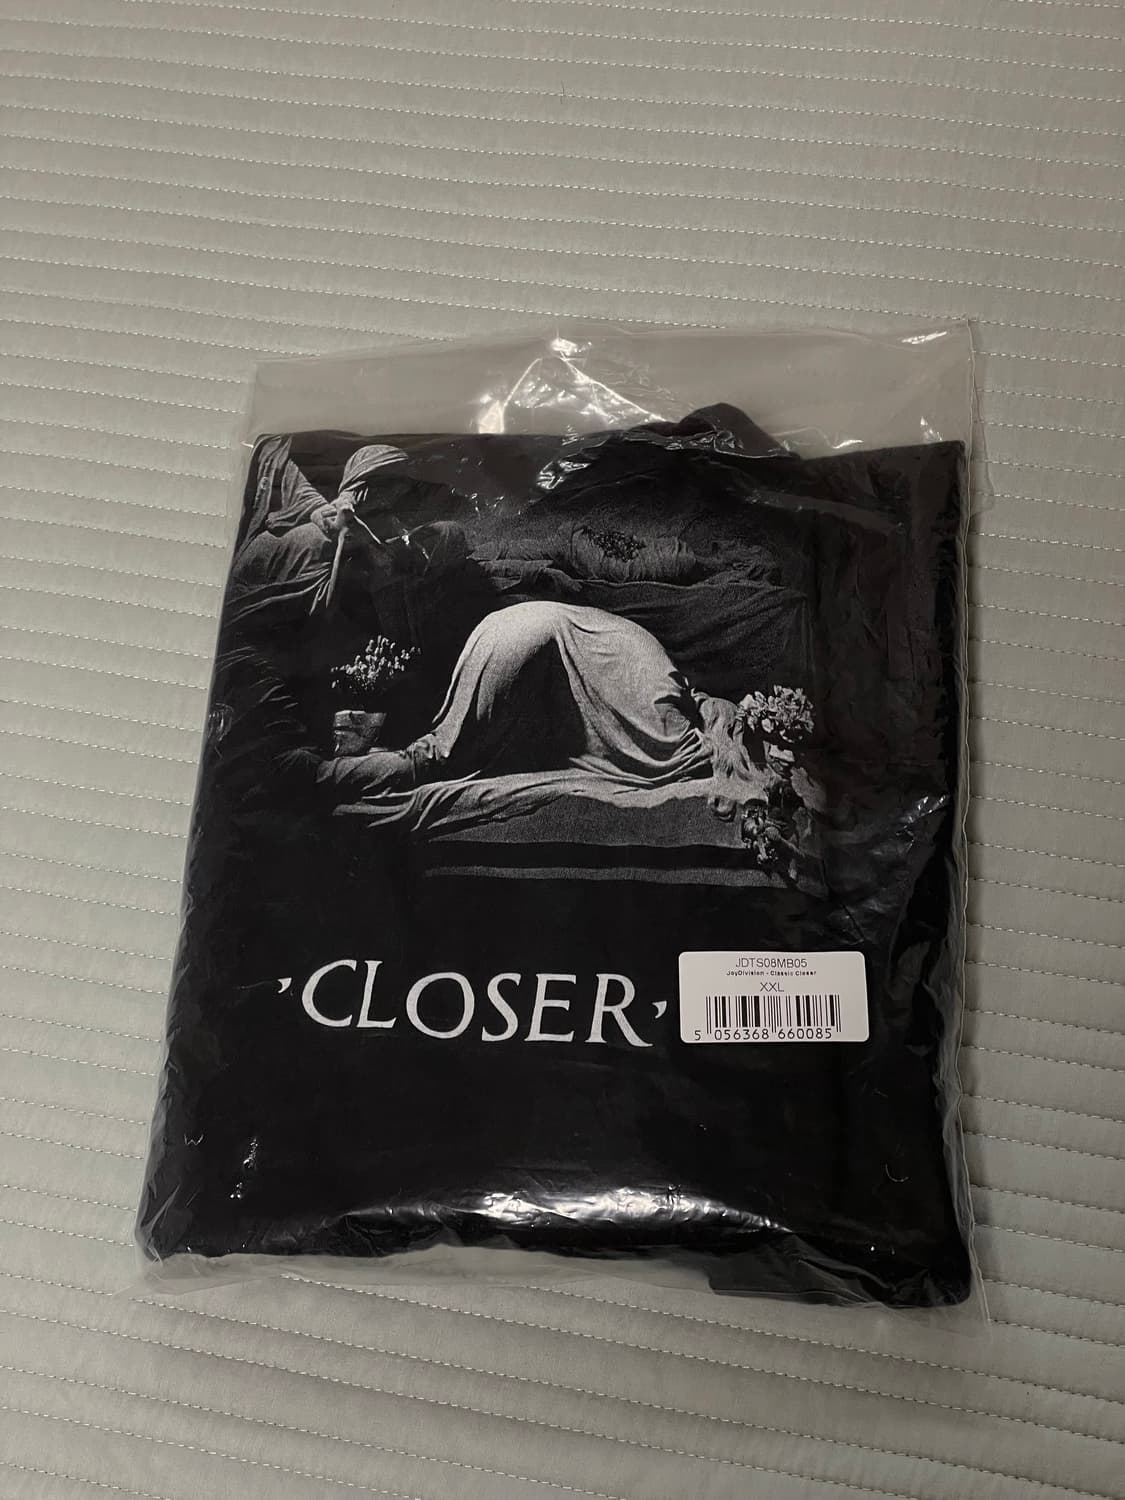 ’CLOSER’
JDTS08MB05
JoyDivision - Classic Closer
XXL
5 056368 660085